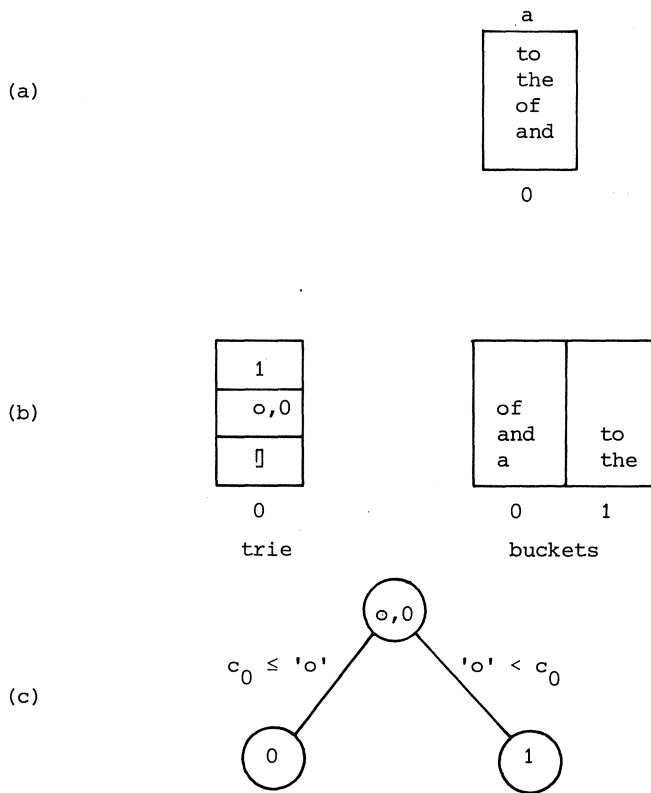 a
(a)
to
the
of
and
0
(b)
1
o,0
0
0
trie
of
and
a
to
the
0 1
buckets
(c)
o,0
c₀ ≤ 'o'
'o' < c₀
0
1